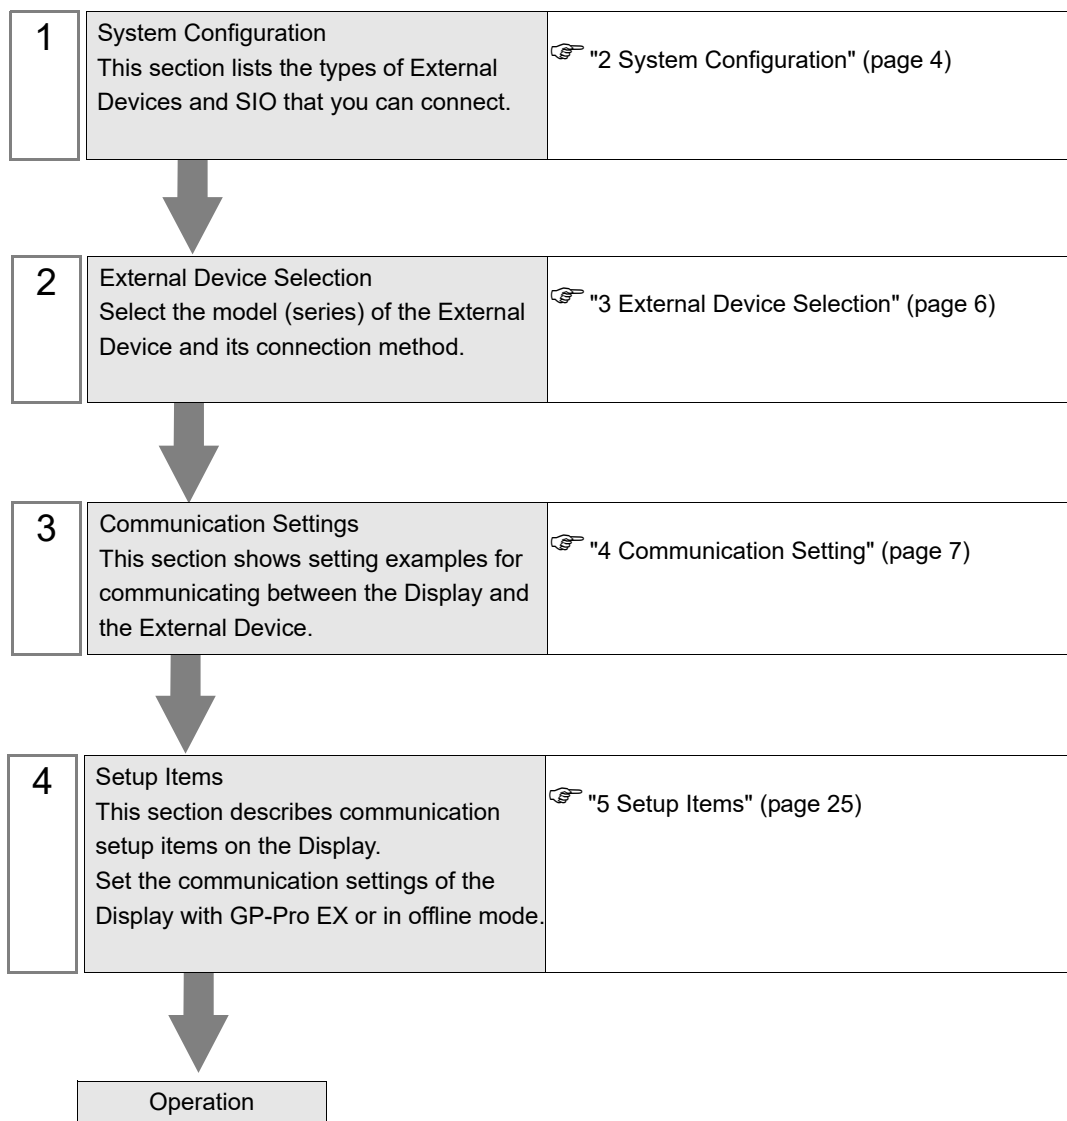 1
System Configuration
This section lists the types of External
Devices and SIO that you can connect.
"2 System Configuration" (page 4)
2
External Device Selection
Select the model (series) of the External
Device and its connection method.
"3 External Device Selection" (page 6)
3
Communication Settings
This section shows setting examples for
communicating between the Display and
the External Device.
"4 Communication Setting" (page 7)
4
Setup Items
This section describes communication
setup items on the Display.
Set the communication settings of the
Display with GP-Pro EX or in offline mode.
"5 Setup Items" (page 25)
Operation